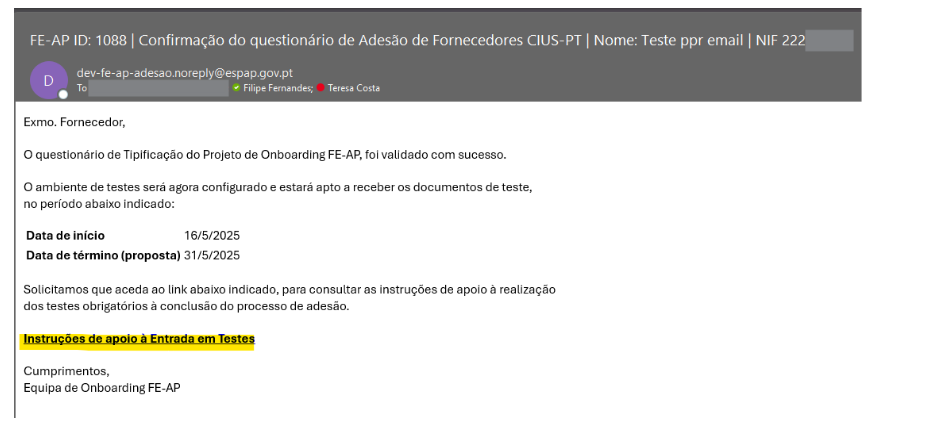 FE-AP ID: 1088 | Confirmação do questionário de Adesão de Fornecedores CIUS-PT | Nome: Teste ppr email | NIF 222
D
dev-fe-ap-adesao.noreply@espap.gov.pt
To Filipe Fernandes; Teresa Costa
Exmo. Fornecedor,
O questionário de Tipificação do Projeto de Onboarding FE-AP, foi validado com sucesso.
O ambiente de testes será agora configurado e estará apto a receber os documentos de teste,
no período abaixo indicado:
Data de início 16/5/2025
Data de término (proposta) 31/5/2025
Solicitamos que aceda ao link abaixo indicado, para consultar as instruções de apoio à realização
dos testes obrigatórios à conclusão do processo de adesão.
Instruções de apoio à Entrada em Testes
Cumprimentos,
Equipa de Onboarding FE-AP